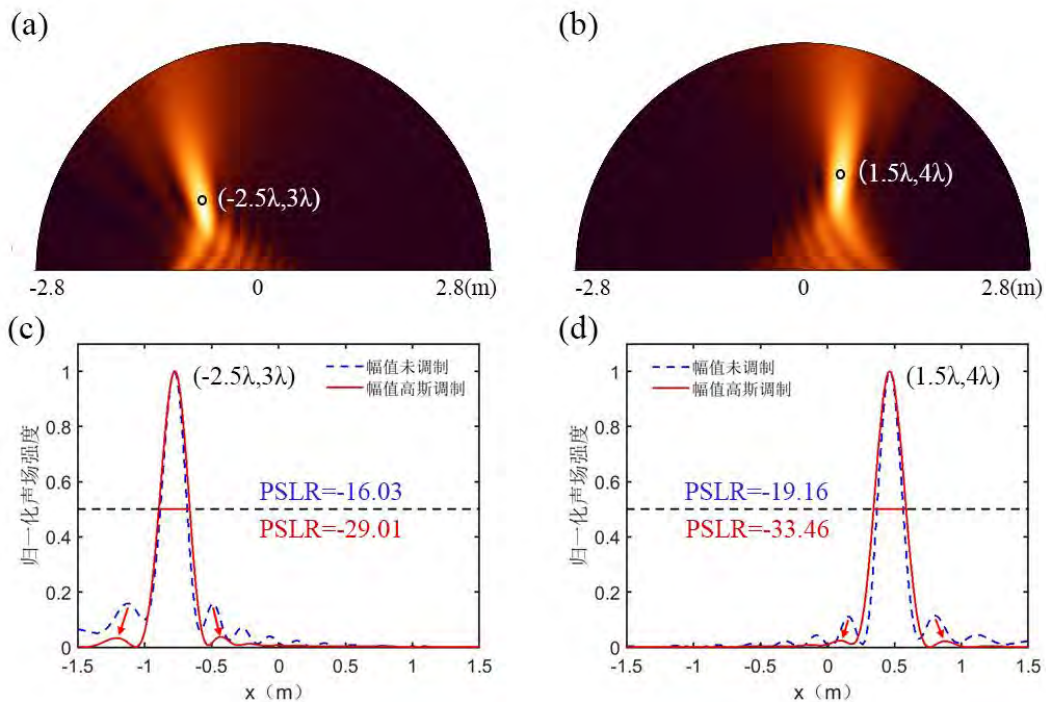 (a)
(-2.5λ,3λ)
-2.8
0
2.8(m)
(b)
(1.5λ,4λ)
-2.8
0
2.8(m)
(c)
归一化声场强度
1
0.8
0.6
0.4
0.2
0
(-2.5λ,3λ)
幅值未调制
幅值高斯调制
PSLR=-16.03
PSLR=-29.01
-1.5
-1
-0.5
0
0.5
1
1.5
x（m）
(d)
归一化声场强度
1
0.8
0.6
0.4
0.2
0
幅值未调制
幅值高斯调制
(1.5λ,4λ)
PSLR=-19.16
PSLR=-33.46
-1.5
-1
-0.5
0
0.5
1
1.5
x（m）